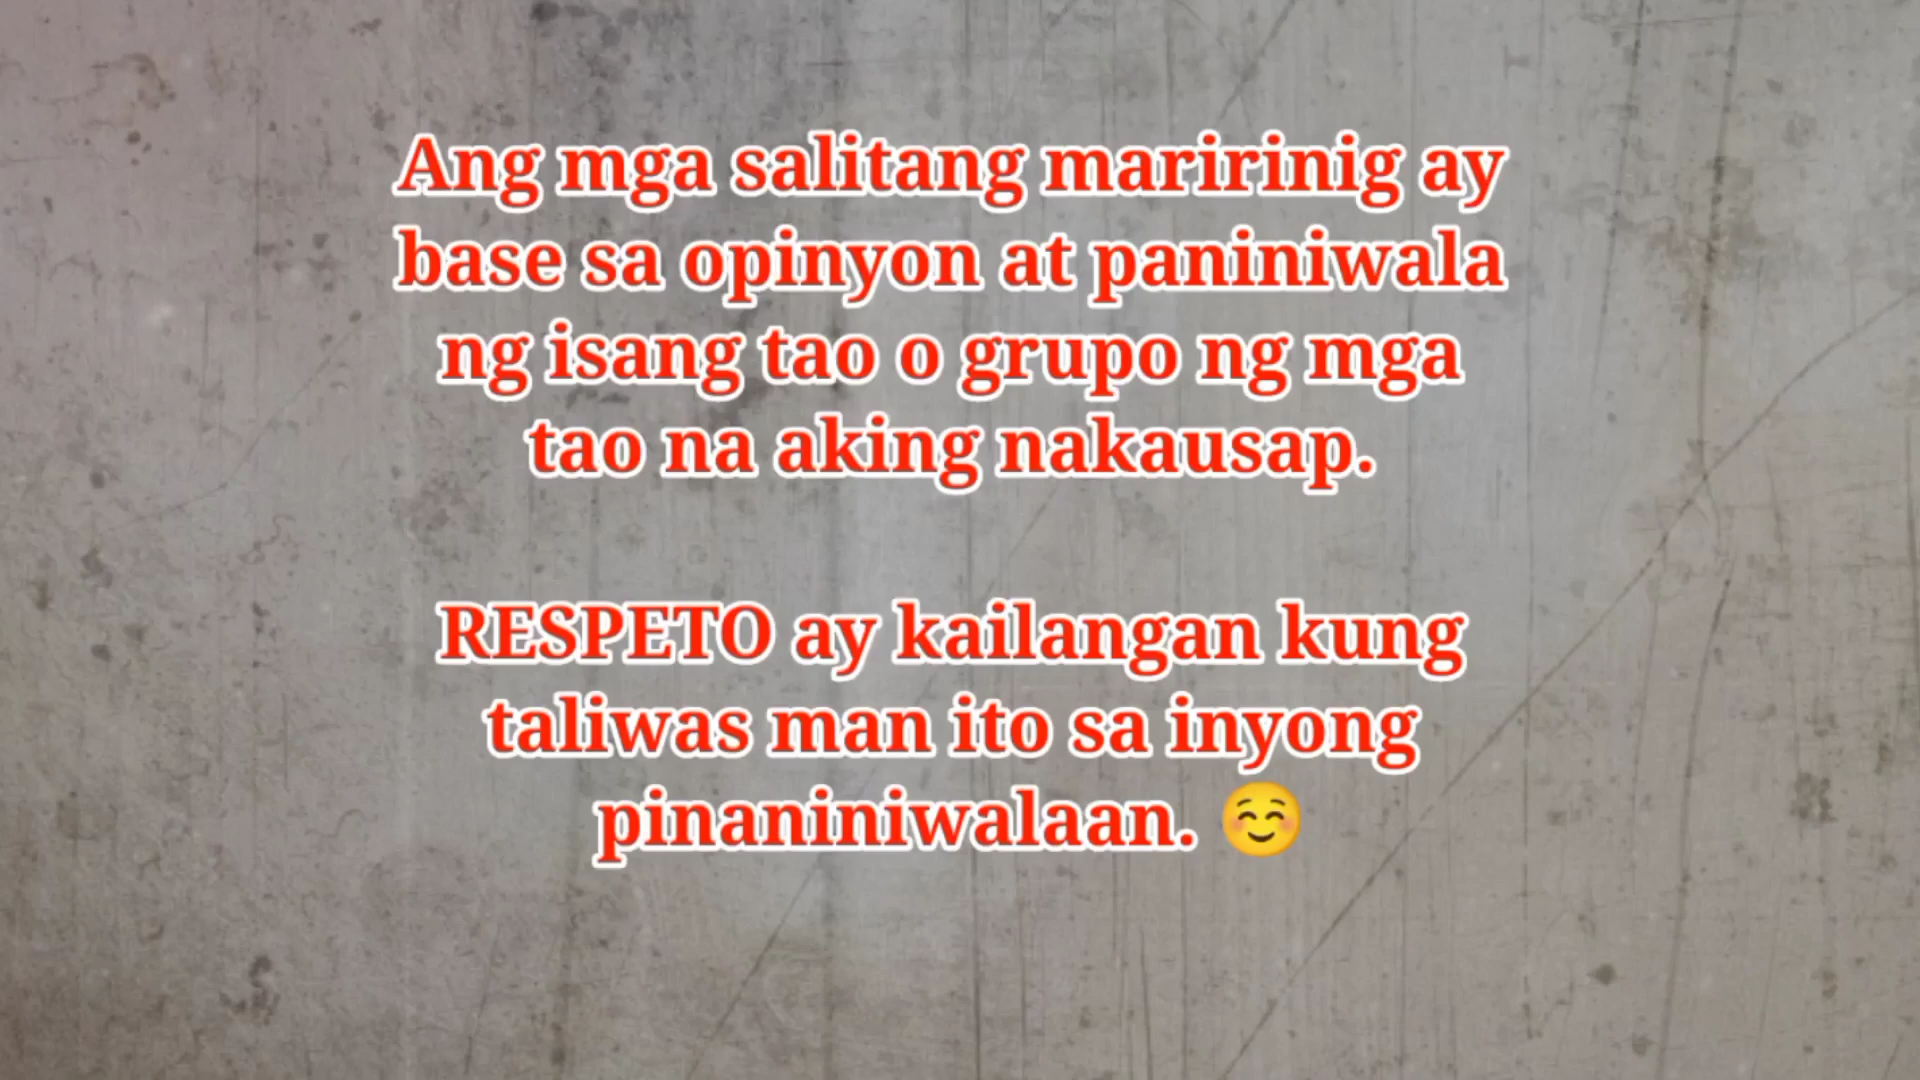 Ang mga salitang maririnig ay
base sa opinyon at paniniwala
ng isang tao o grupo ng mga
tao na aking nakausap.
RESPETO ay kailangan kung
taliwas man ito sa inyong
pinaniniwalaan. ☺️